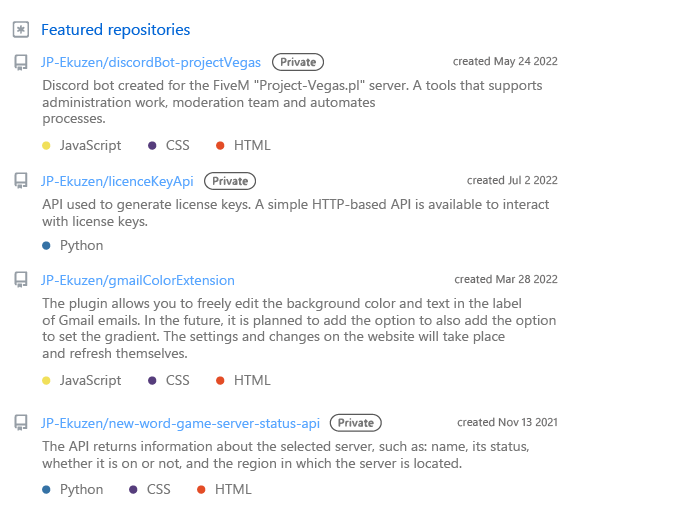 Featured repositories
JP-Ekuzen/discordBot-projectVegas Private created May 24 2022
Discord bot created for the FiveM "Project-Vegas.pl" server. A tools that supports
administration work, moderation team and automates
processes.
JavaScript CSS HTML
JP-Ekuzen/licenceKeyApi Private created Jul 2 2022
API used to generate license keys. A simple HTTP-based API is available to interact
with license keys.
Python
JP-Ekuzen/gmailColorExtension created Mar 28 2022
The plugin allows you to freely edit the background color and text in the label
of Gmail emails. In the future, it is planned to add the option to also add the option
to set the gradient. The settings and changes on the website will take place
and refresh themselves.
JavaScript CSS HTML
JP-Ekuzen/new-word-game-server-status-api Private created Nov 13 2021
The API returns information about the selected server, such as: name, its status,
whether it is on or not, and the region in which the server is located.
Python CSS HTML